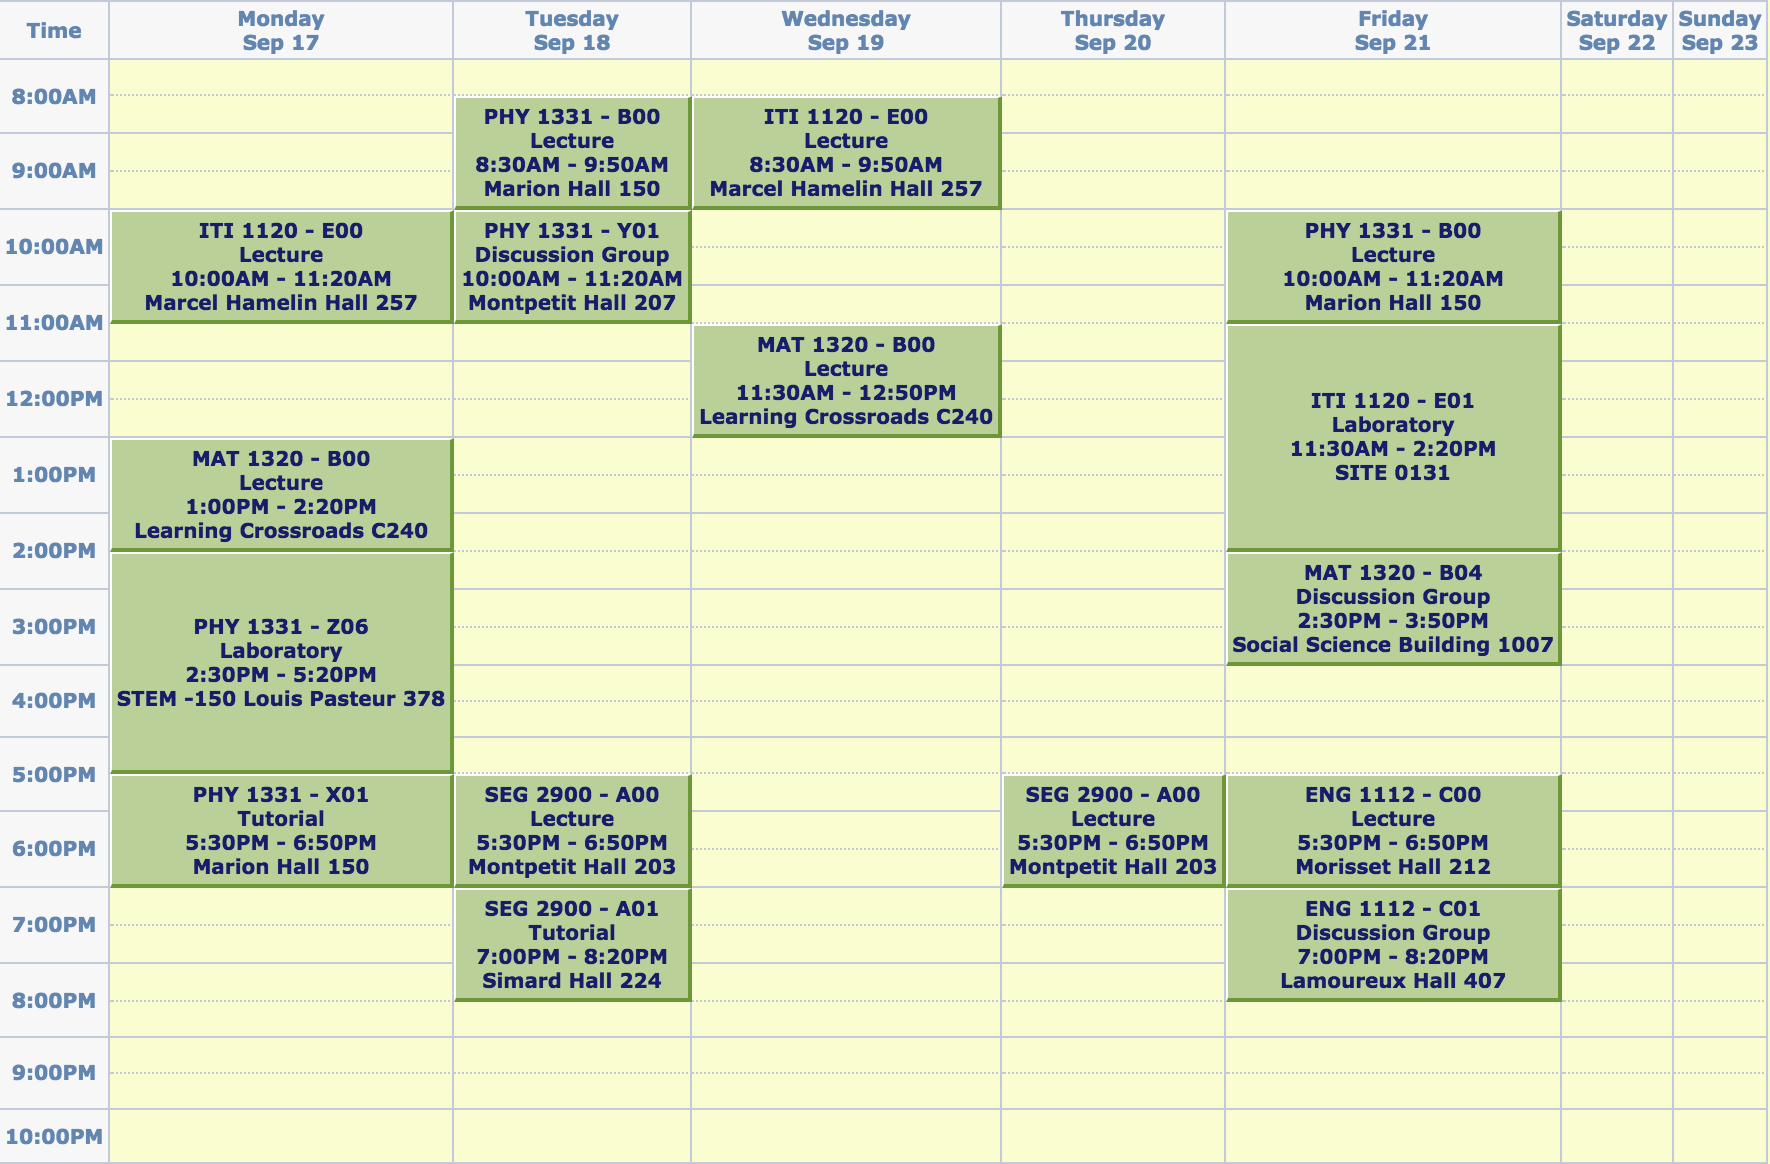 Time
Monday
Sep 17
Tuesday
Sep 18
Wednesday
Sep 19
Thursday
Sep 20
Friday
Sep 21
Saturday
Sep 22
Sunday
Sep 23
8:00AM
PHY 1331 - B00
Lecture
8:30AM - 9:50AM
Marion Hall 150
ITI 1120 - E00
Lecture
8:30AM - 9:50AM
Marcel Hamelin Hall 257
9:00AM
10:00AM
ITI 1120 - E00
Lecture
10:00AM - 11:20AM
Marcel Hamelin Hall 257
PHY 1331 - Y01
Discussion Group
10:00AM - 11:20AM
Montpetit Hall 207
PHY 1331 - B00
Lecture
10:00AM - 11:20AM
Marion Hall 150
11:00AM
MAT 1320 - B00
Lecture
11:30AM - 12:50PM
Learning Crossroads C240
ITI 1120 - E01
Laboratory
11:30AM - 2:20PM
SITE 0131
12:00PM
1:00PM
MAT 1320 - B00
Lecture
1:00PM - 2:20PM
Learning Crossroads C240
2:00PM
PHY 1331 - Z06
Laboratory
2:30PM - 5:20PM
STEM -150 Louis Pasteur 378
MAT 1320 - B04
Discussion Group
2:30PM - 3:50PM
Social Science Building 1007
3:00PM
4:00PM
5:00PM
PHY 1331 - X01
Tutorial
5:30PM - 6:50PM
Marion Hall 150
SEG 2900 - A00
Lecture
5:30PM - 6:50PM
Montpetit Hall 203
SEG 2900 - A00
Lecture
5:30PM - 6:50PM
Montpetit Hall 203
ENG 1112 - C00
Lecture
5:30PM - 6:50PM
Morisset Hall 212
6:00PM
7:00PM
SEG 2900 - A01
Tutorial
7:00PM - 8:20PM
Simard Hall 224
ENG 1112 - C01
Discussion Group
7:00PM - 8:20PM
Lamoureux Hall 407
8:00PM
9:00PM
10:00PM